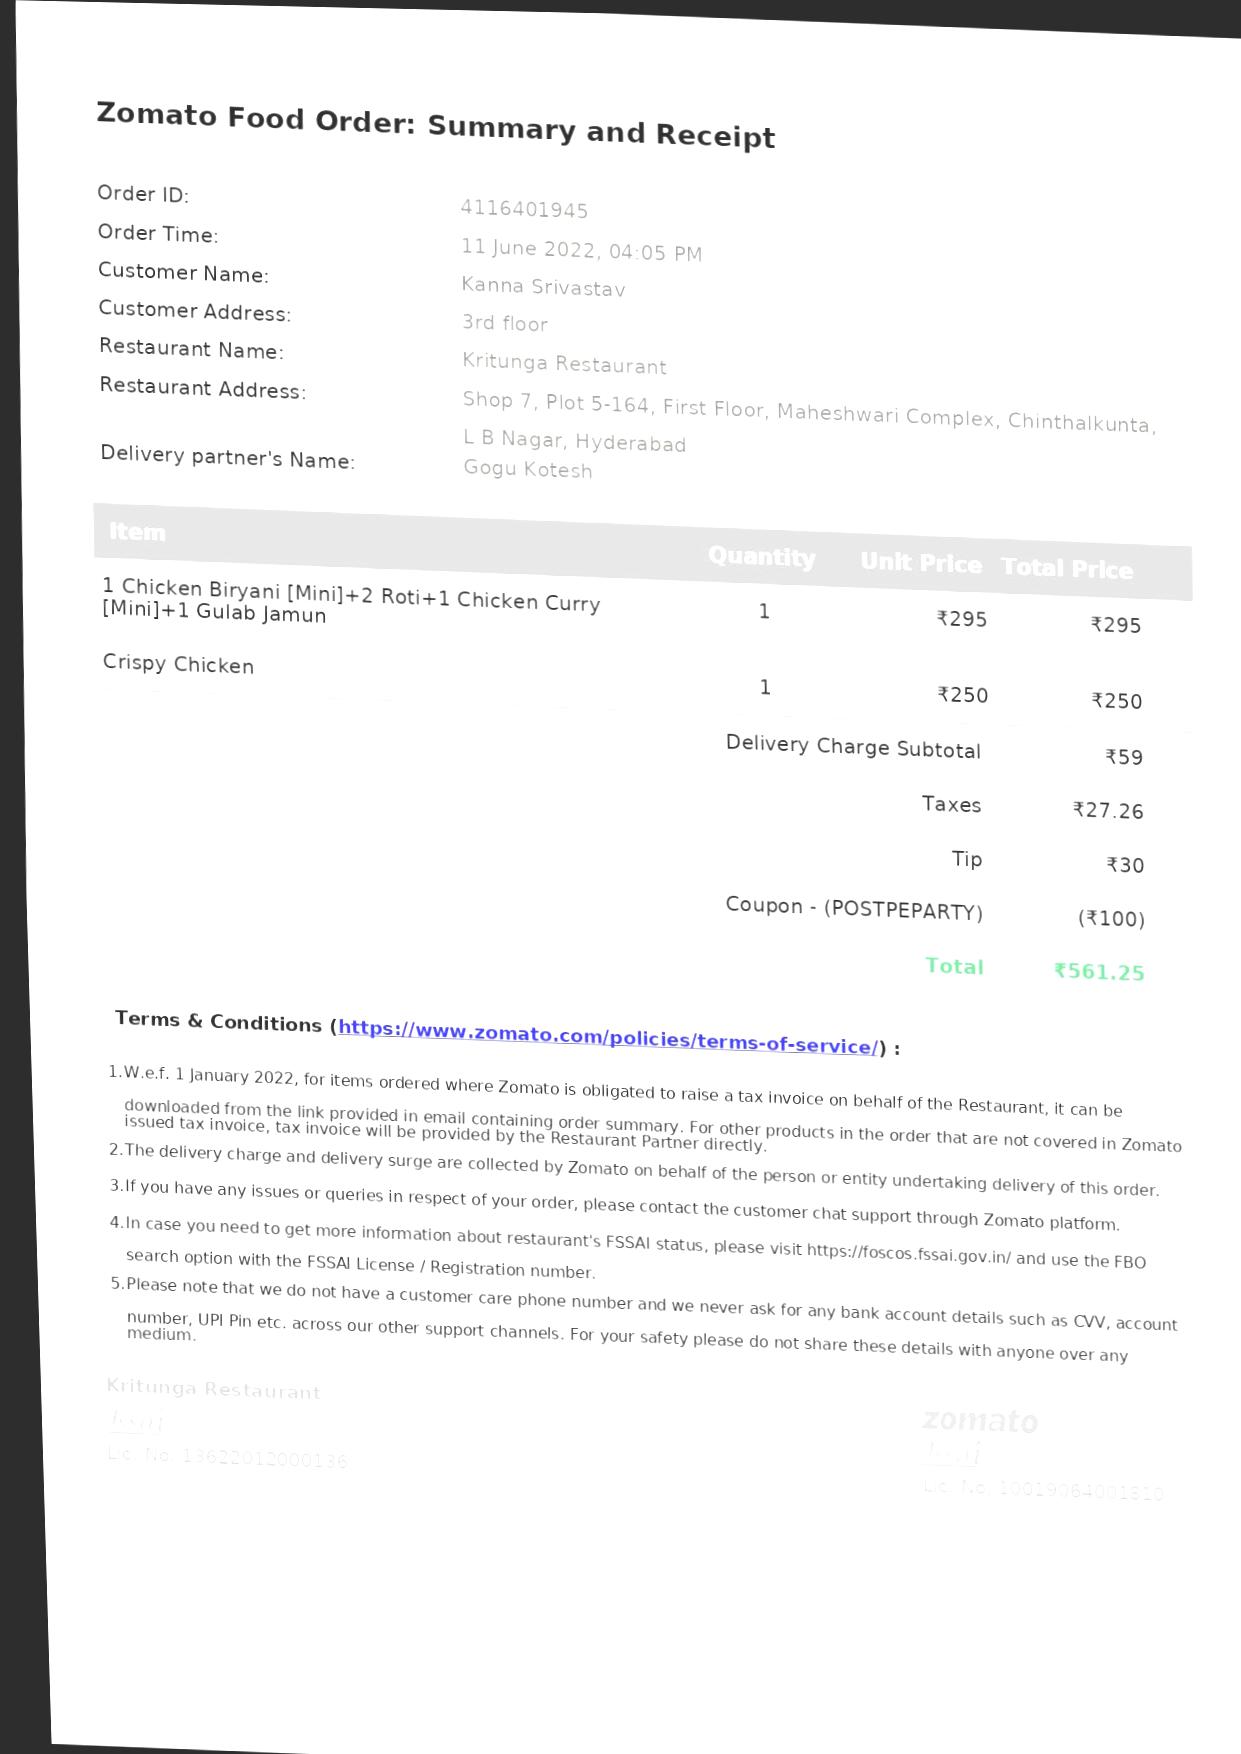 Zomato Food Order: Summary and Receipt
Order ID: 4116401945
Order Time: 11 June 2022, 04:05 PM
Customer Name: Kanna Srivastav
Customer Address: 3rd floor
Restaurant Name: Kritunga Restaurant
Restaurant Address: Shop 7, Plot 5-164, First Floor, Maheshwari Complex, Chinthalkunta,
L B Nagar, Hyderabad
Delivery partner's Name: Gogu Kotesh
Item Quantity Unit Price Total Price
1 Chicken Biryani [Mini]+2 Roti+1 Chicken Curry
[Mini]+1 Gulab Jamun 1 ₹295 ₹295
Crispy Chicken 1 ₹250 ₹250
Delivery Charge Subtotal ₹59
Taxes ₹27.26
Tip ₹30
Coupon - (POSTPEPARTY) (₹100)
Total ₹561.25
Terms & Conditions (https://www.zomato.com/policies/terms-of-service/) :
1.W.e.f. 1 January 2022, for items ordered where Zomato is obligated to raise a tax invoice on behalf of the Restaurant, it can be
downloaded from the link provided in email containing order summary. For other products in the order that are not covered in Zomato
issued tax invoice, tax invoice will be provided by the Restaurant Partner directly.
2.The delivery charge and delivery surge are collected by Zomato on behalf of the person or entity undertaking delivery of this order.
3.If you have any issues or queries in respect of your order, please contact the customer chat support through Zomato platform.
4.In case you need to get more information about restaurant's FSSAI status, please visit https://foscos.fssai.gov.in/ and use the FBO
search option with the FSSAI License / Registration number.
5.Please note that we do not have a customer care phone number and we never ask for any bank account details such as CVV, account
number, UPI Pin etc. across our other support channels. For your safety please do not share these details with anyone over any
medium.
Kritunga Restaurant
fssai
Lic. No. 13622012000136
zomato
fssai
Lic. No. 10019064001810